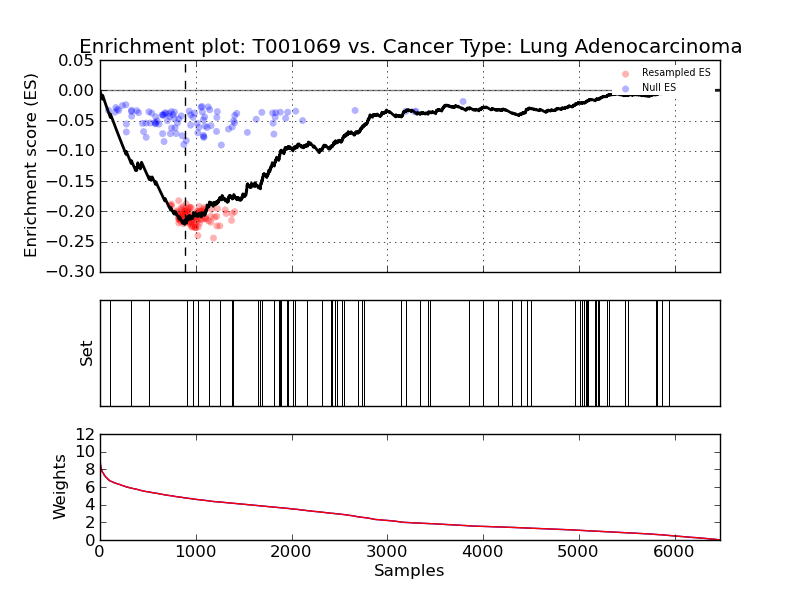 Enrichment plot: T001069 vs. Cancer Type: Lung Adenocarcinoma
Enrichment score (ES)
0.05
0.00
−0.05
−0.10
−0.15
−0.20
−0.25
−0.30
Resampled ES
Null ES
Set
Weights
12
10
8
6
4
2
0
0 1000 2000 3000 4000 5000 6000
Samples